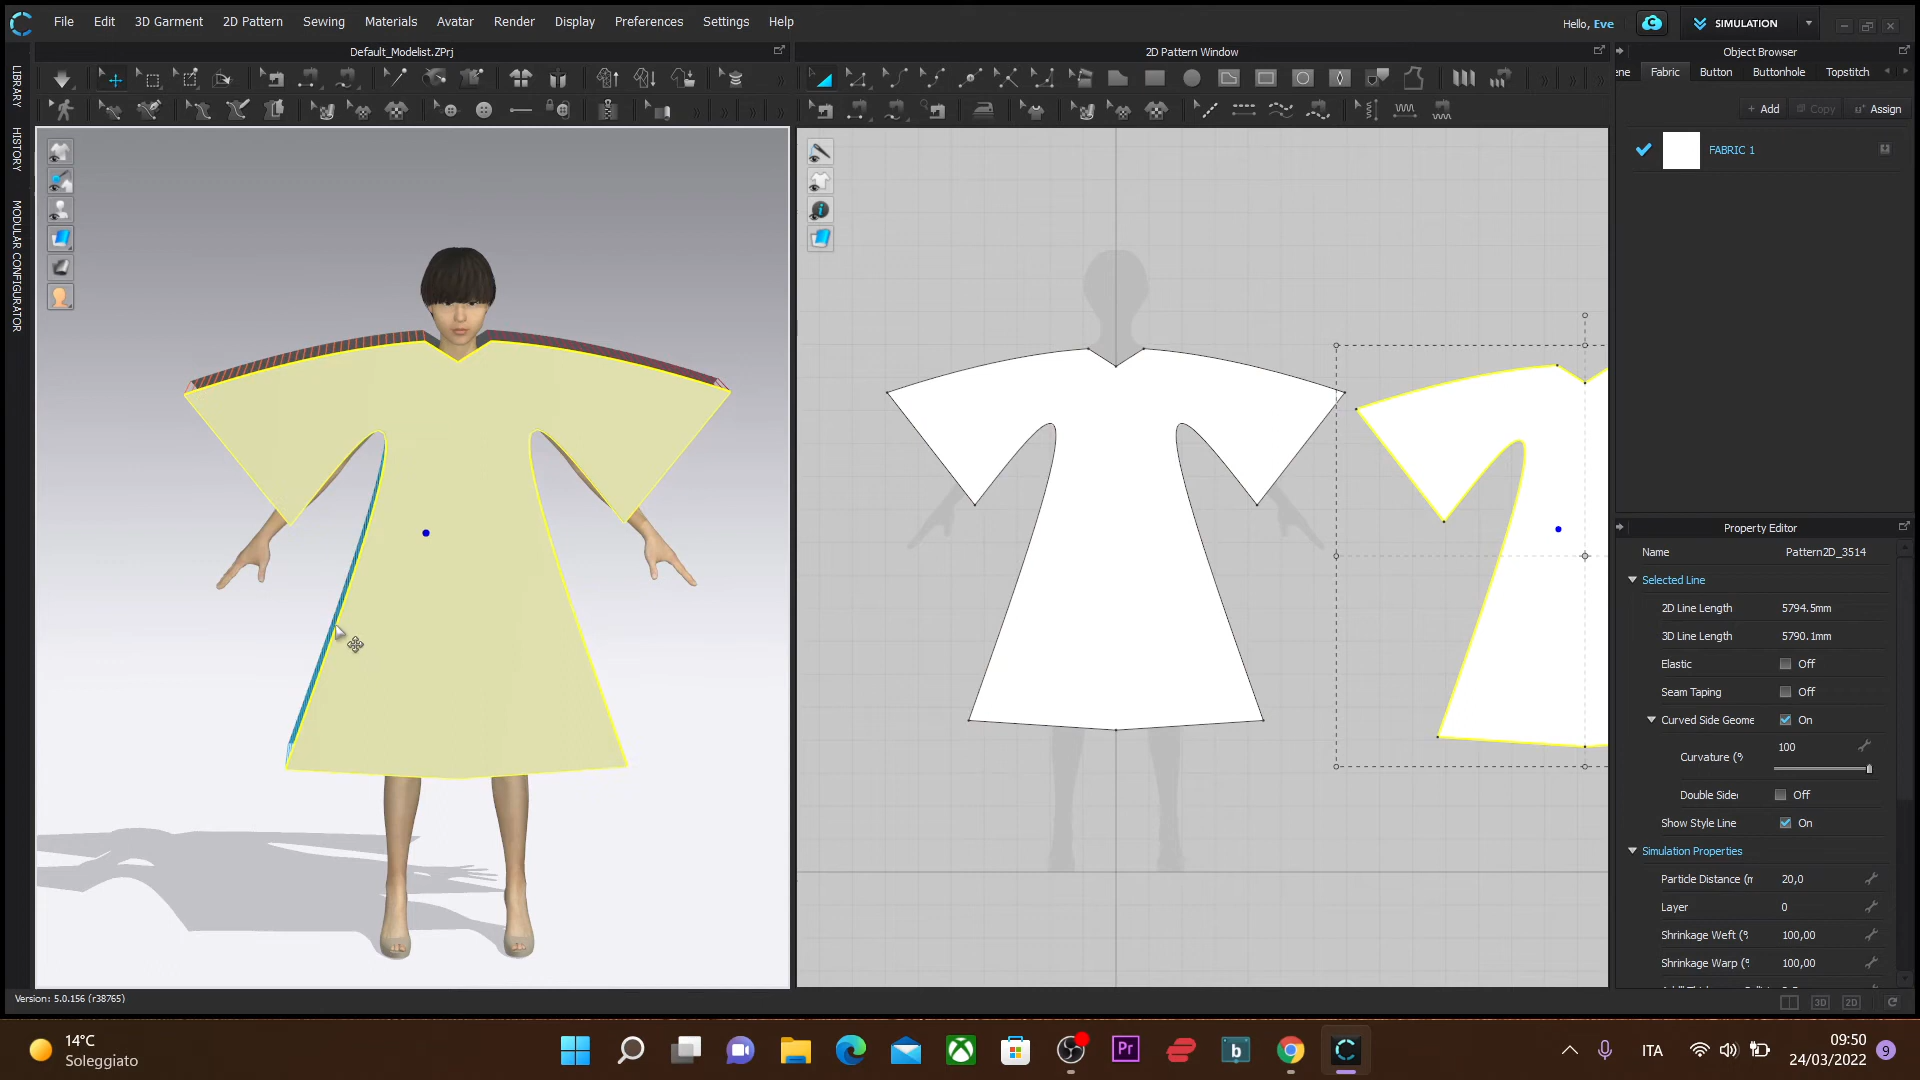 File Edit 3D Garment 2D Pattern Sewing Materials Avatar Render Display Preferences Settings Help
Hello, Eve
SIMULATION
Default_Modelist.ZPrj
2D Pattern Window
Object Browser
ene Fabric Button Buttonhole Topstitch
+ Add Copy Assign
FABRIC 1
LIBRARY
HISTORY
MODULAR CONFIGURATOR
Property Editor
Name Pattern2D_3514
Selected Line
2D Line Length 5794.5mm
3D Line Length 5790.1mm
Elastic Off
Seam Taping Off
Curved Side Geome On
Curvature (% 100
Double Side Off
Show Style Line On
Simulation Properties
Particle Distance (m 20,0
Layer 0
Shrinkage Weft (% 100,00
Shrinkage Warp (% 100,00
Version: 5.0.156 (r38765)
3D 2D
14°C
Soleggiato
Pr
b
ITA
09:50
24/03/2022
9